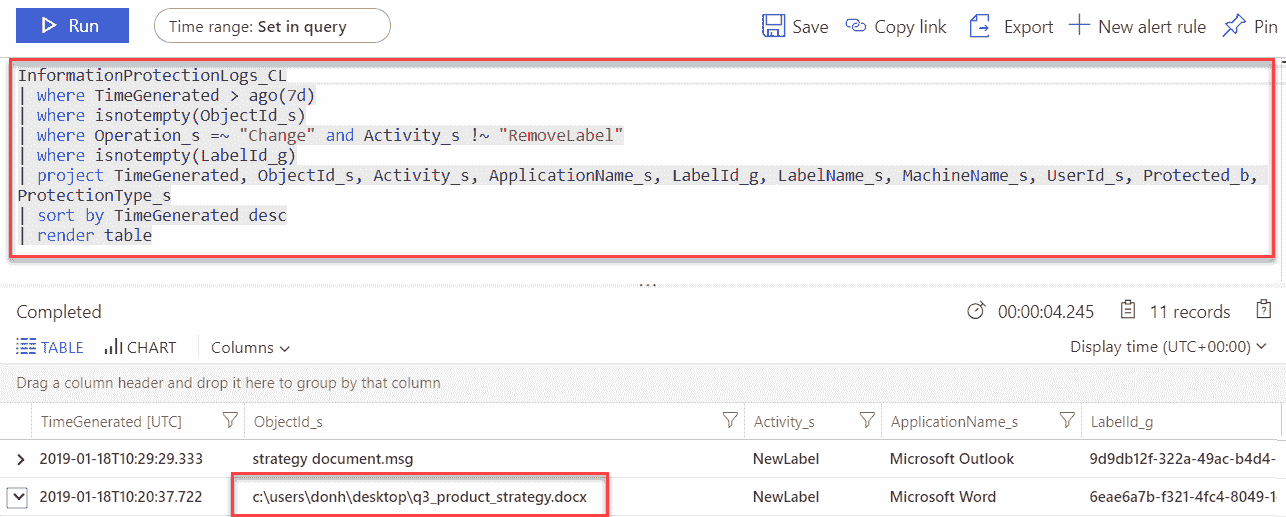 Run Time range: Set in query Save Copy link Export New alert rule Pin
InformationProtectionLogs_CL
| where TimeGenerated > ago(7d)
| where isnotempty(ObjectId_s)
| where Operation_s =~ "Change" and Activity_s !~ "RemoveLabel"
| where isnotempty(LabelId_g)
| project TimeGenerated, ObjectId_s, Activity_s, ApplicationName_s, LabelId_g, LabelName_s, MachineName_s, UserId_s, Protected_b,
ProtectionType_s
| sort by TimeGenerated desc
| render table
...
Completed 00:00:04.245 11 records
TABLE CHART Columns Display time (UTC+00:00)
Drag a column header and drop it here to group by that column
TimeGenerated [UTC] ObjectId_s Activity_s ApplicationName_s LabelId_g
2019-01-18T10:29:29.333 strategy document.msg NewLabel Microsoft Outlook 9d9db12f-322a-49ac-b4d4-
2019-01-18T10:20:37.722 c:\users\donh\desktop\q3_product_strategy.docx NewLabel Microsoft Word 6eae6a7b-f321-4fc4-8049-